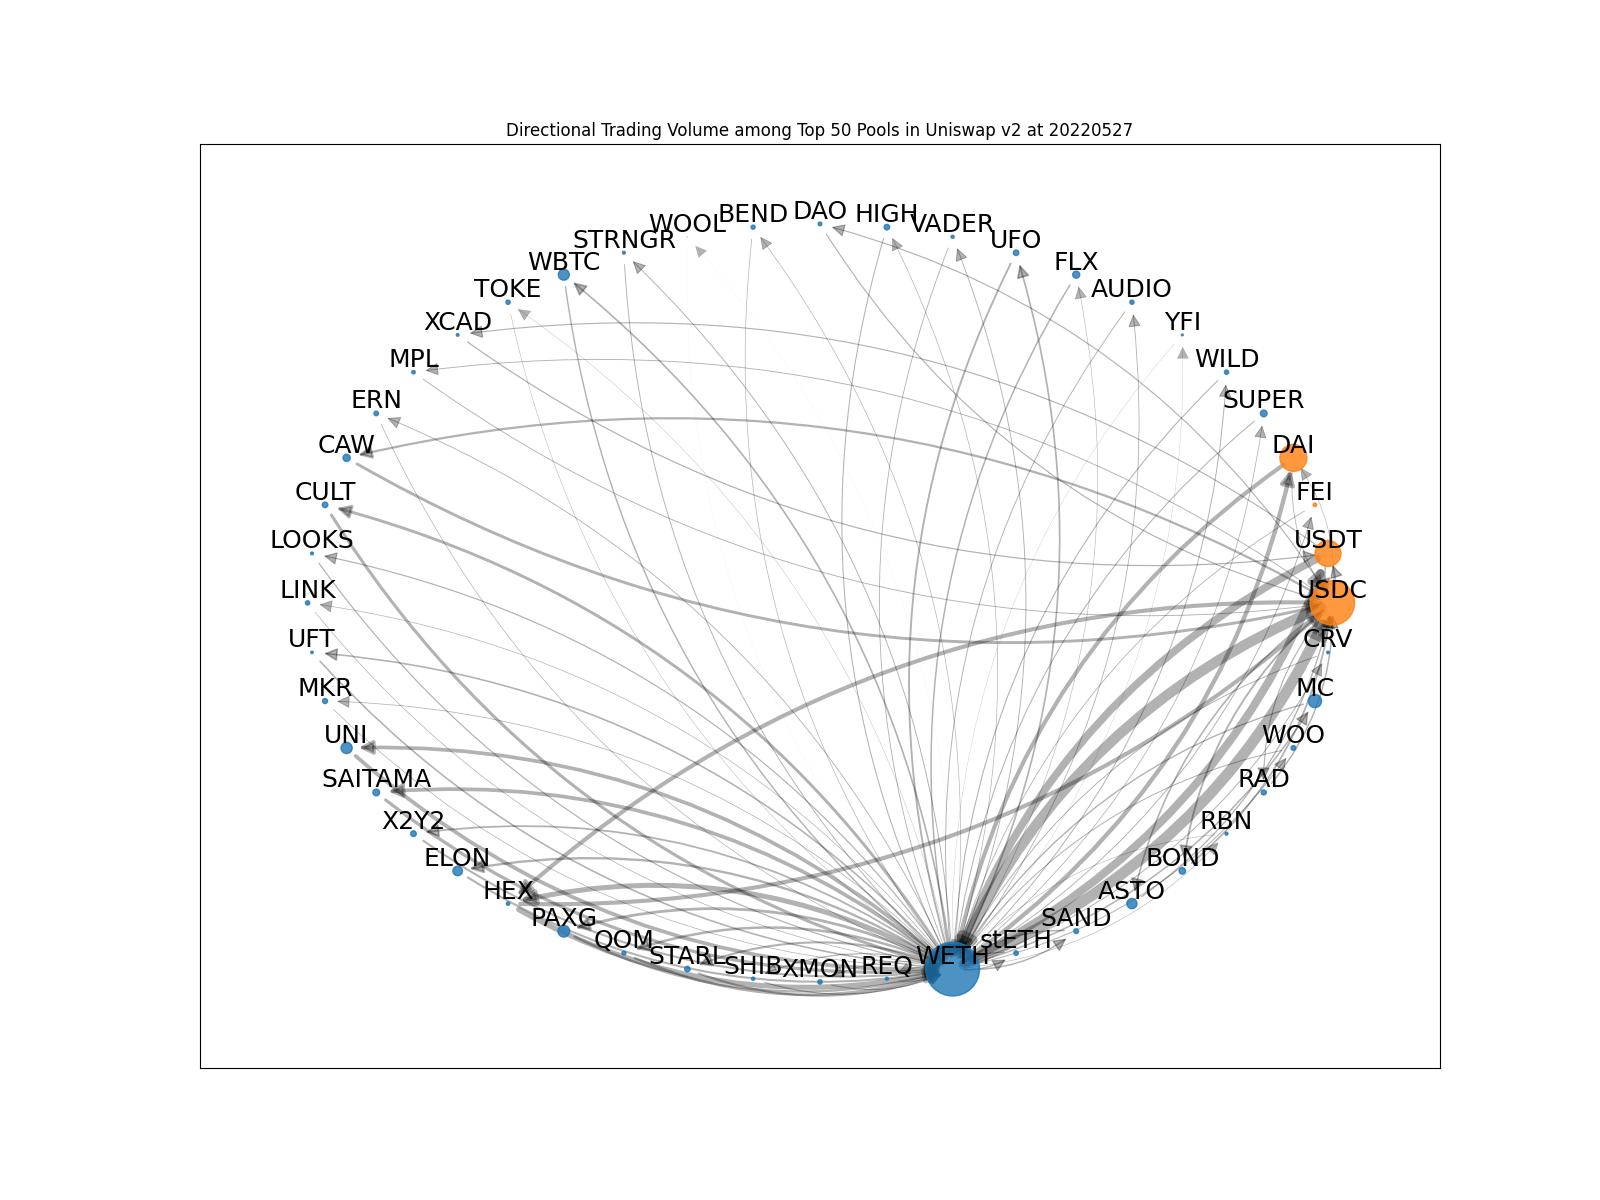 Directional Trading Volume among Top 50 Pools in Uniswap v2 at 20220527
DAO
BEND
HIGH
WOOL
VADER
STRNGR
UFO
WBTC
FLX
TOKE
AUDIO
XCAD
YFI
MPL
WILD
ERN
SUPER
CAW
DAI
CULT
FEI
LOOKS
USDT
LINK
USDC
UFT
CRV
MKR
MC
UNI
WOO
SAITAMA
RAD
X2Y2
RBN
ELON
BOND
HEX
ASTO
PAXG
SAND
QOM
stETH
STARL
WETH
SHIB
XMON
REQ